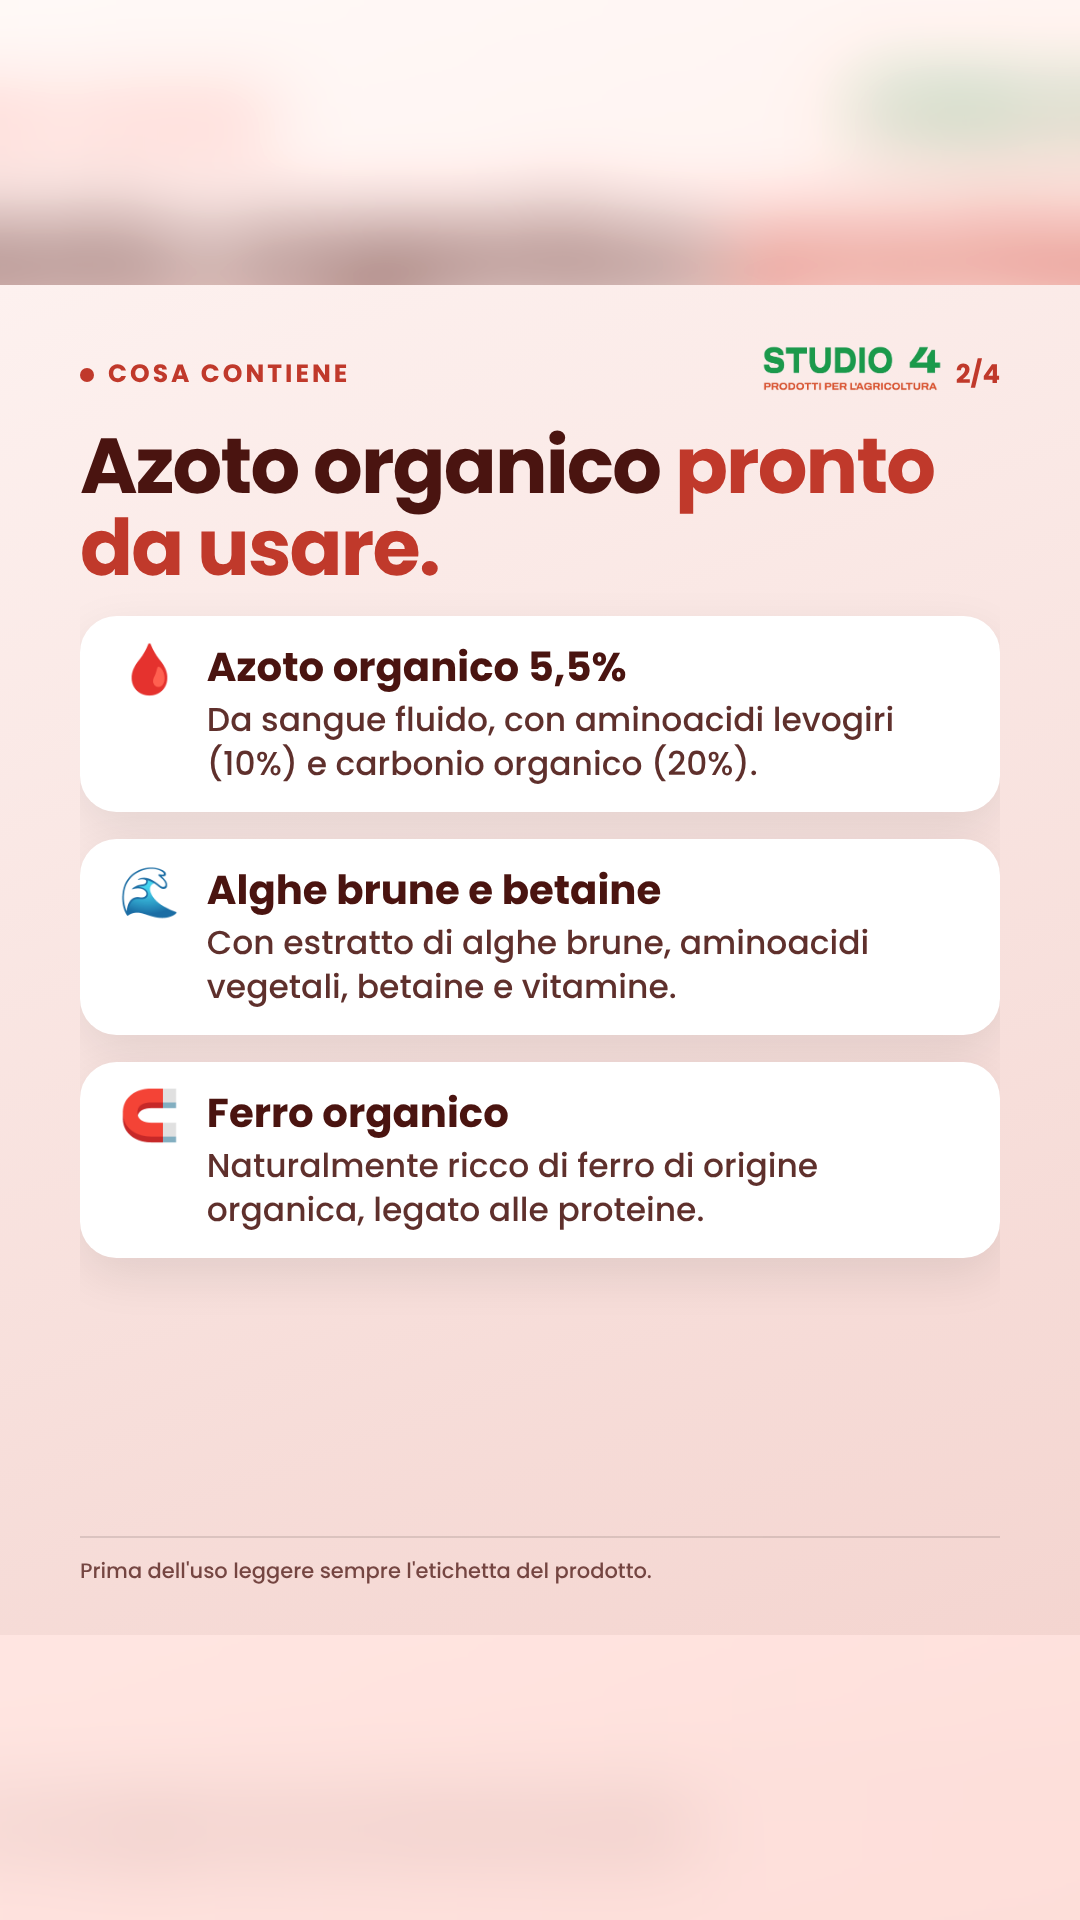 COSA CONTIENE
STUDIO 4
PRODOTTI PER L'AGRICOLTURA
2/4
Azoto organico pronto
da usare.
Azoto organico 5,5%
Da sangue fluido, con aminoacidi levogiri
(10%) e carbonio organico (20%).
Alghe brune e betaine
Con estratto di alghe brune, aminoacidi
vegetali, betaine e vitamine.
Ferro organico
Naturalmente ricco di ferro di origine
organica, legato alle proteine.
Prima dell'uso leggere sempre l'etichetta del prodotto.